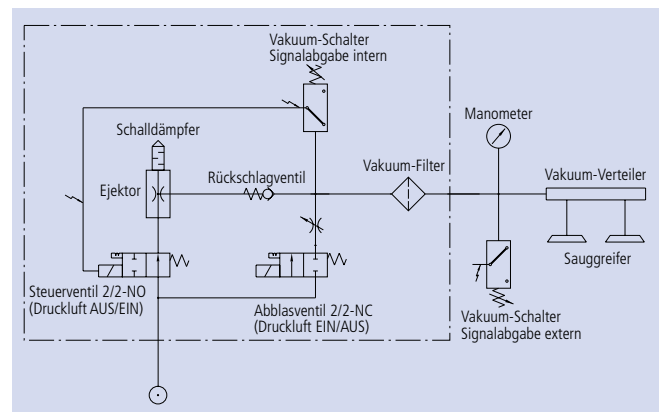 Vakuum-Schalter
Signalabgabe intern
Schalldämpfer
Manometer
Ejektor
Rückschlagventil
Vakuum-Filter
Vakuum-Verteiler
Sauggreifer
Steuerventil 2/2-NO
(Druckluft AUS/EIN)
Abblasventil 2/2-NC
(Druckluft EIN/AUS)
Vakuum-Schalter
Signalabgabe extern